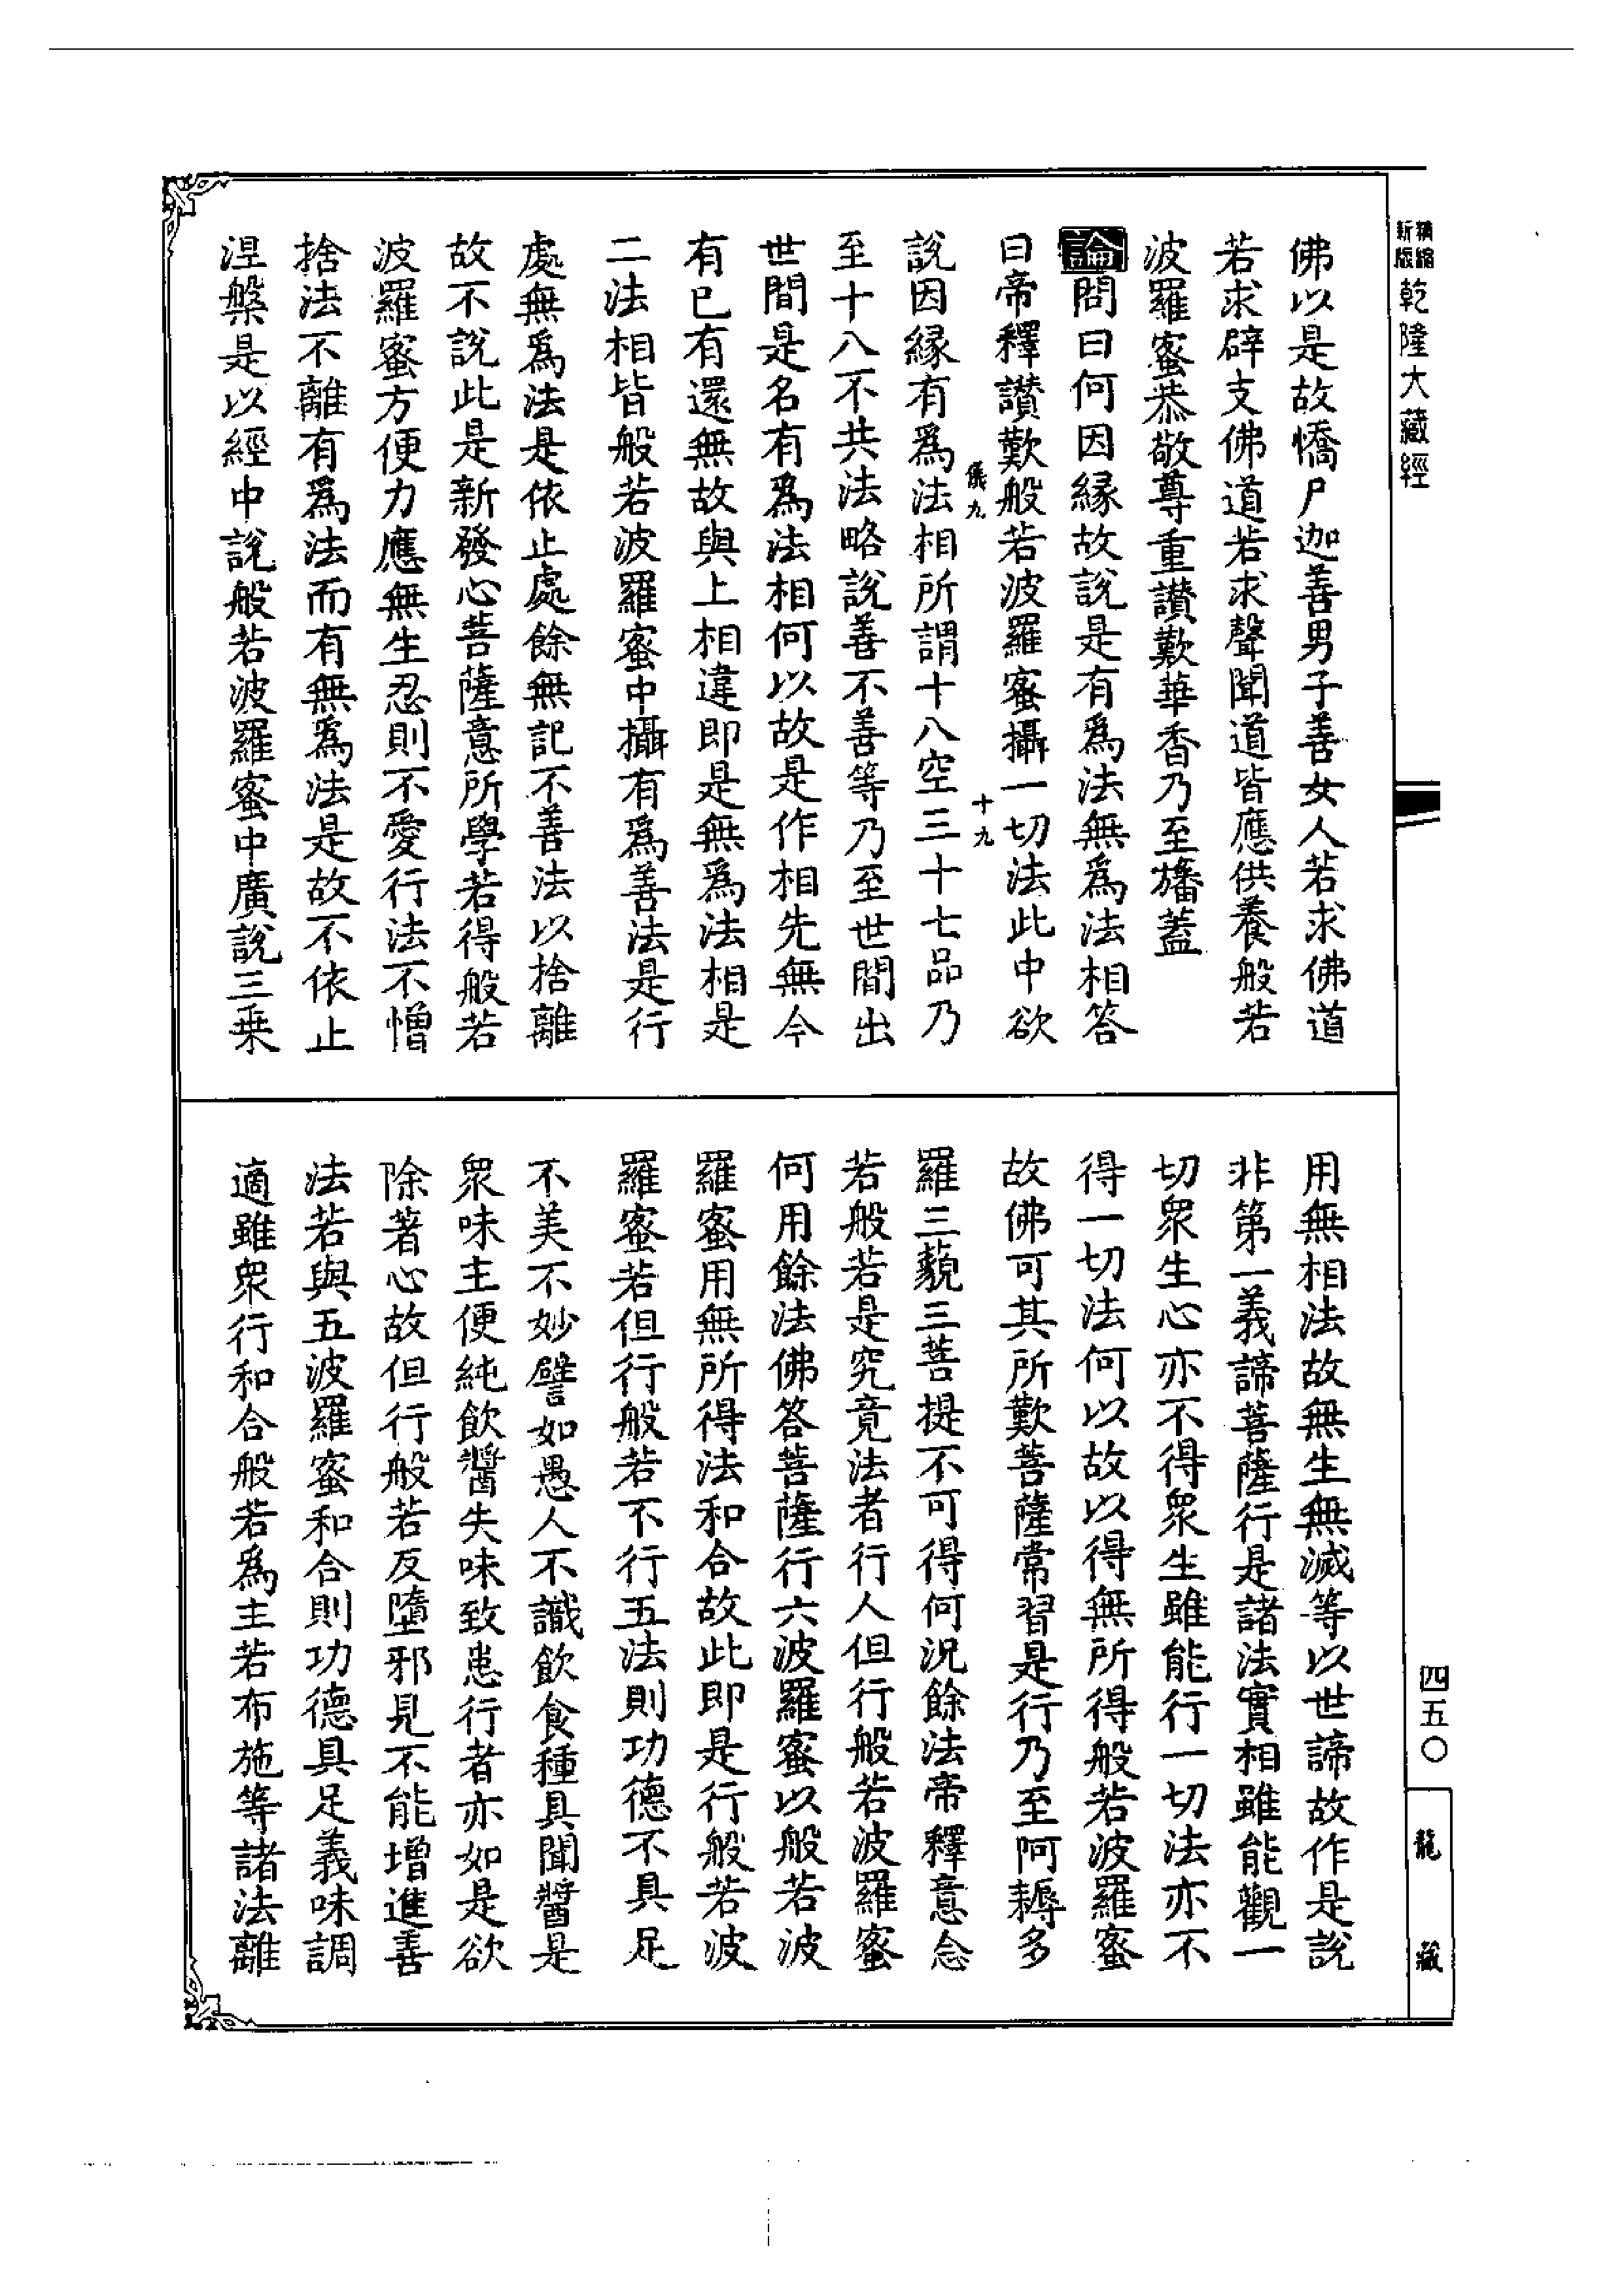 精縮新版乾隆大藏經
佛以是故憍尸迦善男子善女人若求佛道
若求辟支佛道若求聲聞道皆應供養般若
波羅蜜恭敬尊重讚歎華香乃至旛蓋
論問曰何因緣故說是有爲法無爲法相答
曰帝釋讚歎般若波羅蜜攝一切法此中欲
儀九 十九
說因緣有爲法相所謂十八空三十七品乃
至十八不共法略說善不善等乃至世間出
世間是名有爲法相何以故是作相先無今
有已有還無故與上相違即是無爲法相是
二法相皆般若波羅蜜中攝有爲善法是行
處無爲法是依止處餘無記不善法以捨離
故不說此是新發心菩薩意所學若得般若
波羅蜜方便力應無生忍則不愛行法不憎
捨法不離有爲法而有無爲法是故不依止
涅槃是以經中說般若波羅蜜中廣說三乗
用無相法故無生無滅等以世諦故作是說
非第一義諦菩薩行是諸法實相雖能觀一
切眾生心亦不得眾生雖能行一切法亦不
得一切法何以故以得無所得般若波羅蜜
故佛可其所歎菩薩常習是行乃至阿耨多
羅三藐三菩提不可得何況餘法帝釋意念
若般若是究竟法者行人但行般若波羅蜜
何用餘法佛答菩薩行六波羅蜜以般若波
羅蜜用無所得法和合故此即是行般若波
羅蜜若但行般若不行五法則功德不具足
不美不妙譬如愚人不識飲食種具聞醬是
眾味主便純飲醬失味致患行者亦如是欲
除著心故但行般若反墮邪見不能增進善
法若與五波羅蜜和合則功德具足義味調
適雖眾行和合般若爲主若布施等諸法離
四五〇
龍藏